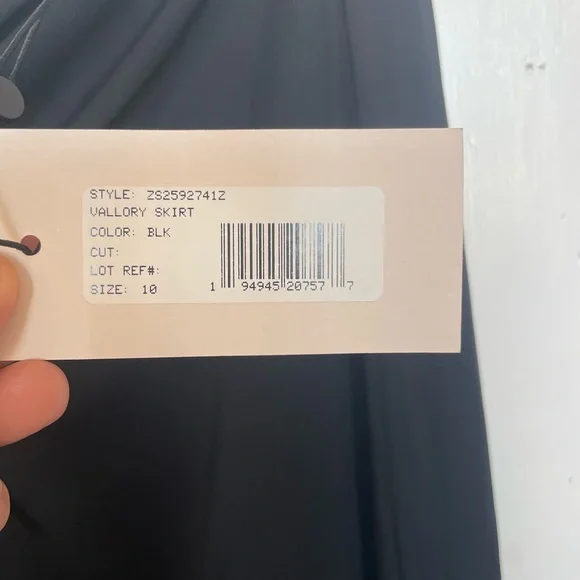 STYLE: ZS2592741Z
VALLORY SKIRT
COLOR: BLK
CUT:
LOT REF#:
SIZE: 10
1 94945 20757 7